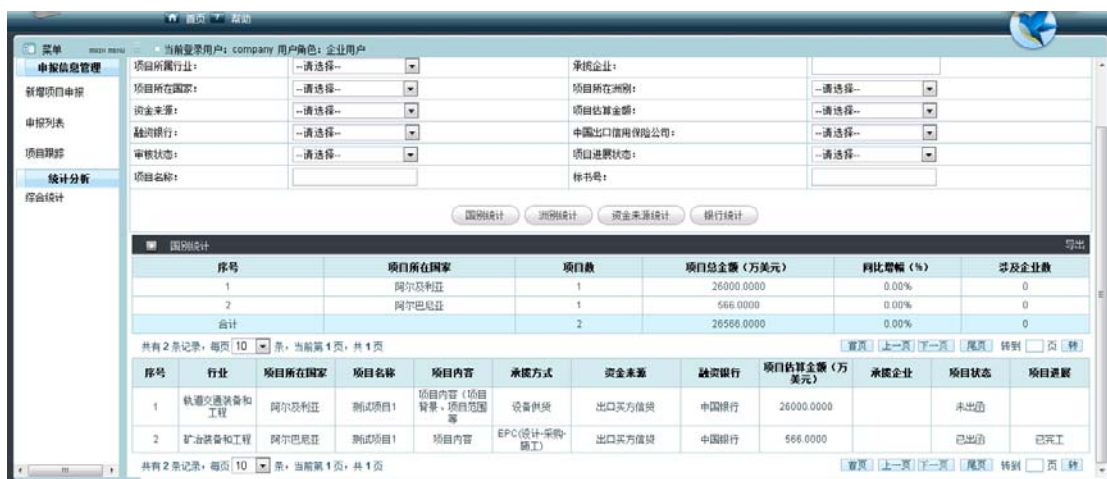 首页 帮助
菜单 main menu 当前登录用户：company 用户角色：企业用户
申报信息管理
新增项目申报
申报列表
项目跟踪
统计分析
综合统计
项目所属行业： --请选择-- 承揽企业：
项目所在国家： --请选择-- 项目所在洲别： --请选择--
资金来源： --请选择-- 项目估算金额： --请选择--
融资银行： --请选择-- 中国出口信用保险公司： --请选择--
审核状态： --请选择-- 项目进展状态： --请选择--
项目名称： 标书号：
国别统计 洲别统计 资金来源统计 银行统计
国别统计 导出
序号 项目所在国家 项目数 项目总金额（万美元） 同比增幅（%） 涉及企业数
1 阿尔及利亚 1 26000.0000 0.00% 0
2 阿尔巴尼亚 1 566.0000 0.00% 0
合计 2 26566.0000 0.00% 0
共有2条记录，每页 10 条，当前第1页，共1页 首页 上一页 下一页 尾页 转到 页 转
序号 行业 项目所在国家 项目名称 项目内容 承揽方式 资金来源 融资银行 项目估算金额（万美元） 承揽企业 项目状态 项目进展
1 轨道交通装备和工程 阿尔及利亚 测试项目1 项目内容（项目背景、项目范围等 设备供货 出口买方信贷 中国银行 26000.0000 未出函
2 矿冶装备和工程 阿尔巴尼亚 测试项目1 项目内容 EPC(设计-采购-施工) 出口买方信贷 中国银行 566.0000 已出函 已完工
共有2条记录，每页 10 条，当前第1页，共1页 首页 上一页 下一页 尾页 转到 页 转